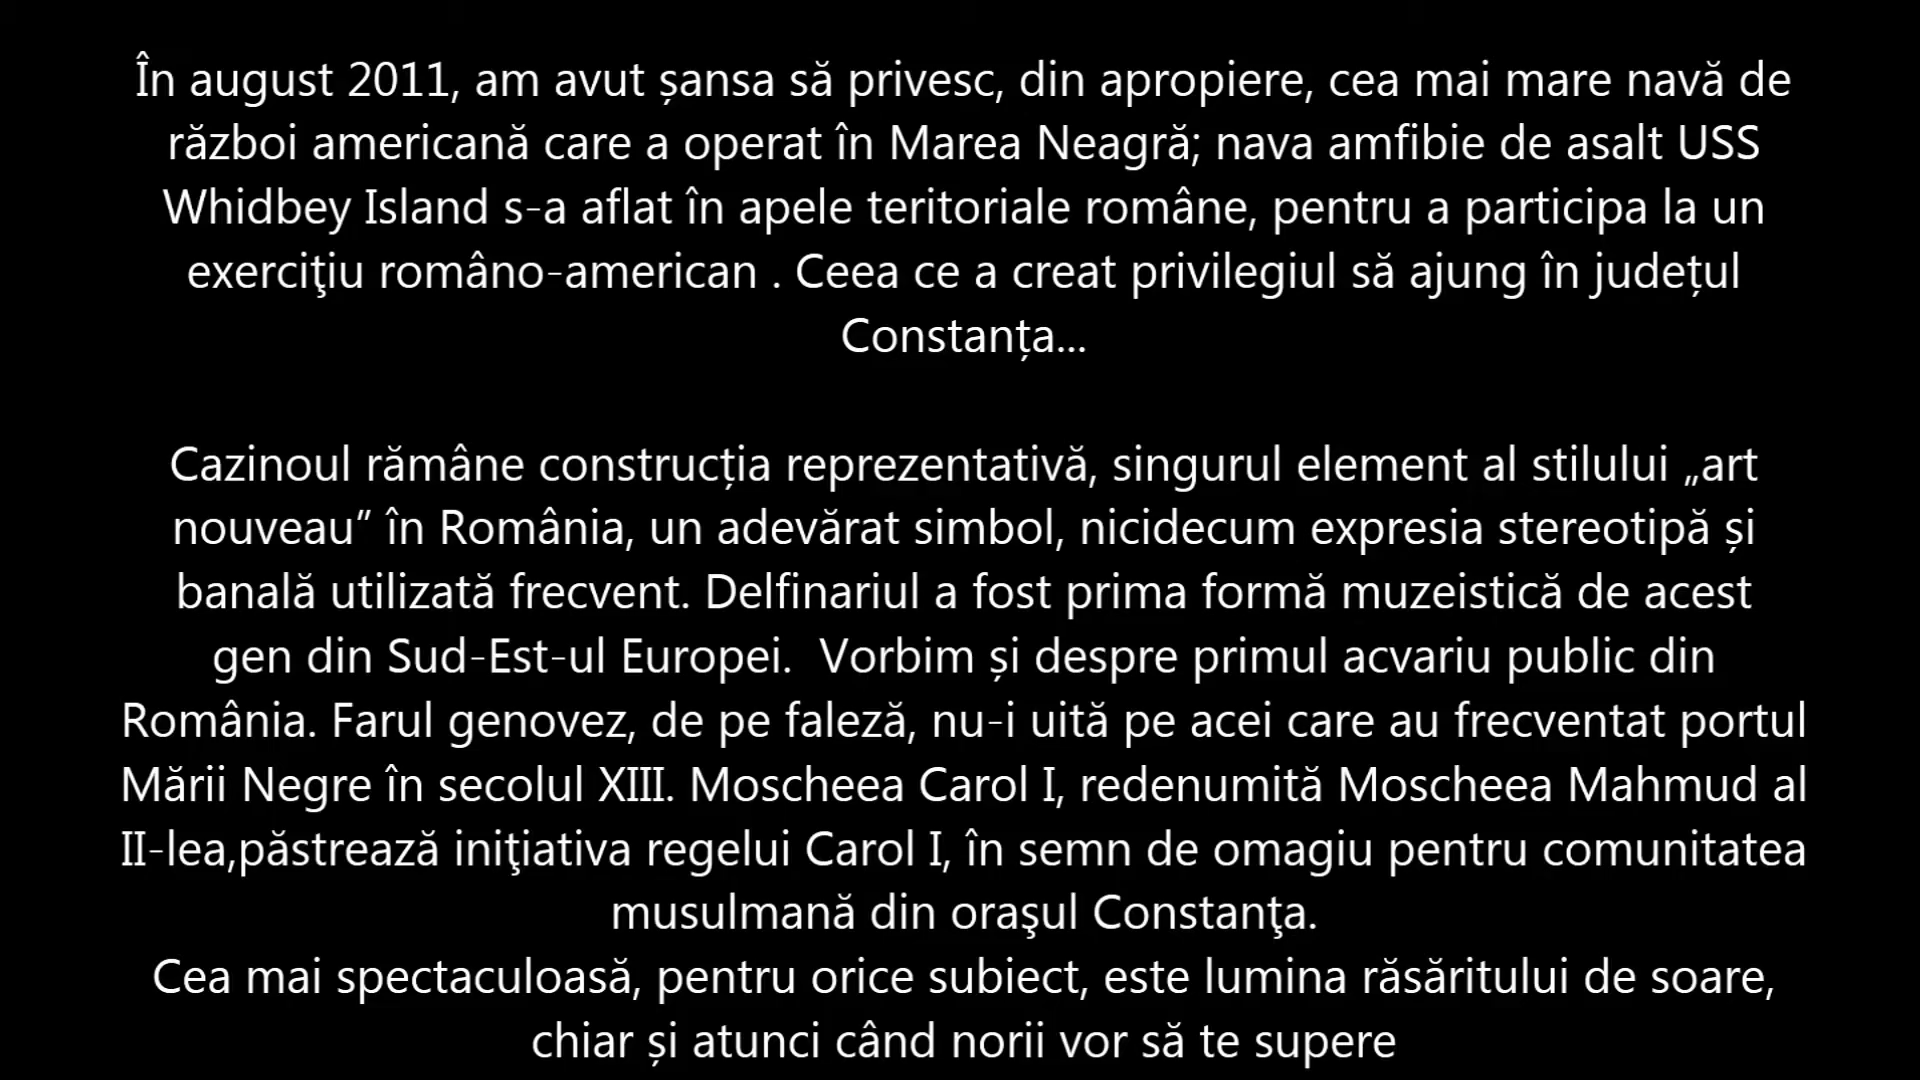 În august 2011, am avut șansa să privesc, din apropiere, cea mai mare navă de
război americană care a operat în Marea Neagră; nava amfibie de asalt USS
Whidbey Island s-a aflat în apele teritoriale române, pentru a participa la un
exerciţiu româno-american . Ceea ce a creat privilegiul să ajung în județul
Constanța...
Cazinoul rămâne construcția reprezentativă, singurul element al stilului „art
nouveau” în România, un adevărat simbol, nicidecum expresia stereotipă și
banală utilizată frecvent. Delfinariul a fost prima formă muzeistică de acest
gen din Sud-Est-ul Europei.  Vorbim și despre primul acvariu public din
România. Farul genovez, de pe faleză, nu-i uită pe acei care au frecventat portul
Mării Negre în secolul XIII. Moscheea Carol I, redenumită Moscheea Mahmud al
II-lea,păstrează iniţiativa regelui Carol I, în semn de omagiu pentru comunitatea
musulmană din oraşul Constanţa.
Cea mai spectaculoasă, pentru orice subiect, este lumina răsăritului de soare,
chiar și atunci când norii vor să te supere